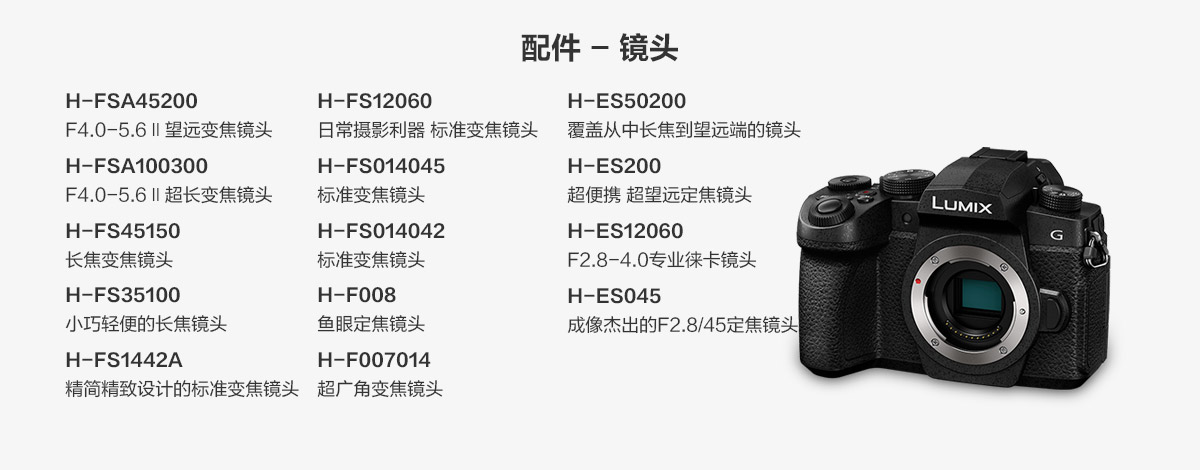 配件 - 镜头
H-FSA45200
F4.0-5.6 II 望远变焦镜头
H-FSA100300
F4.0-5.6 II 超长变焦镜头
H-FS45150
长焦变焦镜头
H-FS35100
小巧轻便的长焦镜头
H-FS1442A
精简精致设计的标准变焦镜头
H-FS12060
日常摄影利器 标准变焦镜头
H-FS014045
标准变焦镜头
H-FS014042
标准变焦镜头
H-F008
鱼眼定焦镜头
H-F007014
超广角变焦镜头
H-ES50200
覆盖从中长焦到望远端的镜头
H-ES200
超便携 超望远定焦镜头
H-ES12060
F2.8-4.0专业徕卡镜头
H-ES045
成像杰出的F2.8/45定焦镜头
LUMIX
G